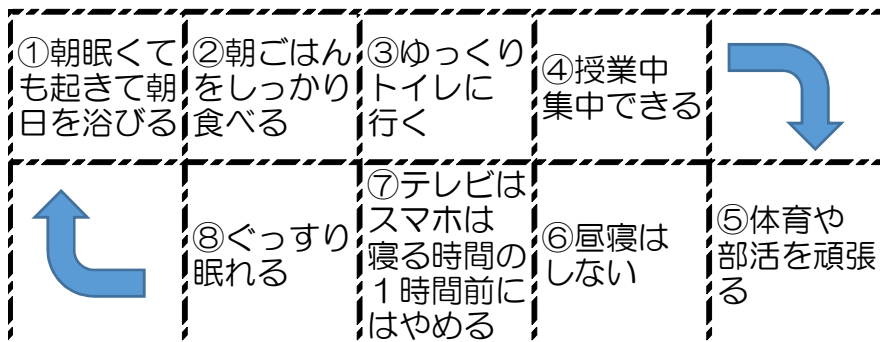 ①朝眠くて
も起きて朝
日を浴びる
②朝ごはん
をしっかり
食べる
③ゆっくり
トイレに
行く
④授業中
集中できる
⑤体育や
部活を頑張
る
⑥昼寝は
しない
⑦テレビは
スマホは
寝る時間の
１時間前に
はやめる
⑧ぐっすり
眠れる